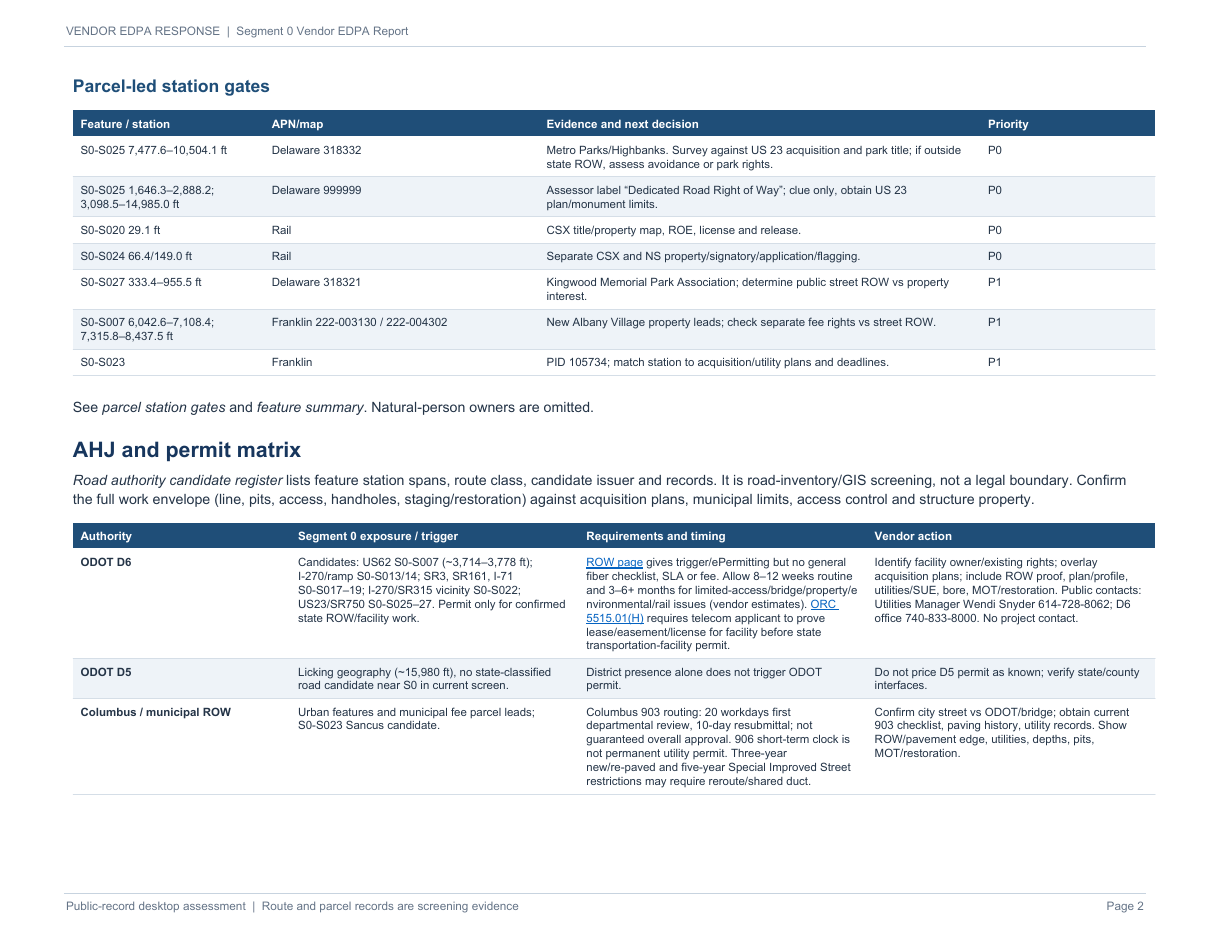 VENDOR EDPA RESPONSE | Segment 0 Vendor EDPA Report
Parcel-led station gates
Feature / station APN/map Evidence and next decision Priority
S0-S025 7,477.6–10,504.1 ft Delaware 318332 Metro Parks/Highbanks. Survey against US 23 acquisition and park title; if outside P0
state ROW, assess avoidance or park rights.
S0-S025 1,646.3–2,888.2; Delaware 999999 Assessor label “Dedicated Road Right of Way”; clue only, obtain US 23 P0
3,098.5–14,985.0 ft plan/monument limits.
S0-S020 29.1 ft Rail CSX title/property map, ROE, license and release. P0
S0-S024 66.4/149.0 ft Rail Separate CSX and NS property/signatory/application/flagging. P0
S0-S027 333.4–955.5 ft Delaware 318321 Kingwood Memorial Park Association; determine public street ROW vs property P1
interest.
S0-S007 6,042.6–7,108.4; Franklin 222-003130 / 222-004302 New Albany Village property leads; check separate fee rights vs street ROW. P1
7,315.8–8,437.5 ft
S0-S023 Franklin PID 105734; match station to acquisition/utility plans and deadlines. P1
See parcel station gates and feature summary. Natural-person owners are omitted.
AHJ and permit matrix
Road authority candidate register lists feature station spans, route class, candidate issuer and records. It is road-inventory/GIS screening, not a legal boundary. Confirm
the full work envelope (line, pits, access, handholes, staging/restoration) against acquisition plans, municipal limits, access control and structure property.
Authority Segment 0 exposure / trigger Requirements and timing Vendor action
ODOT D6
Candidates: US62 S0-S007 (~3,714–3,778 ft);
I-270/ramp S0-S013/14; SR3, SR161, I-71
S0-S017–19; I-270/SR315 vicinity S0-S022;
US23/SR750 S0-S025–27. Permit only for confirmed
state ROW/facility work.
ROW page gives trigger/ePermitting but no general
fiber checklist, SLA or fee. Allow 8–12 weeks routine
and 3–6+ months for limited-access/bridge/property/e
nvironmental/rail issues (vendor estimates). ORC
5515.01(H) requires telecom applicant to prove
lease/easement/license for facility before state
transportation-facility permit.
Identify facility owner/existing rights; overlay
acquisition plans; include ROW proof, plan/profile,
utilities/SUE, bore, MOT/restoration. Public contacts:
Utilities Manager Wendi Snyder 614-728-8062; D6
office 740-833-8000. No project contact.
ODOT D5
Licking geography (~15,980 ft), no state-classified
road candidate near S0 in current screen.
District presence alone does not trigger ODOT
permit.
Do not price D5 permit as known; verify state/county
interfaces.
Columbus / municipal ROW
Urban features and municipal fee parcel leads;
S0-S023 Sancus candidate.
Columbus 903 routing: 20 workdays first
departmental review, 10-day resubmittal; not
guaranteed overall approval. 906 short-term clock is
not permanent utility permit. Three-year
new/re-paved and five-year Special Improved Street
restrictions may require reroute/shared duct.
Confirm city street vs ODOT/bridge; obtain current
903 checklist, paving history, utility records. Show
ROW/pavement edge, utilities, depths, pits,
MOT/restoration.
Public-record desktop assessment | Route and parcel records are screening evidence Page 2